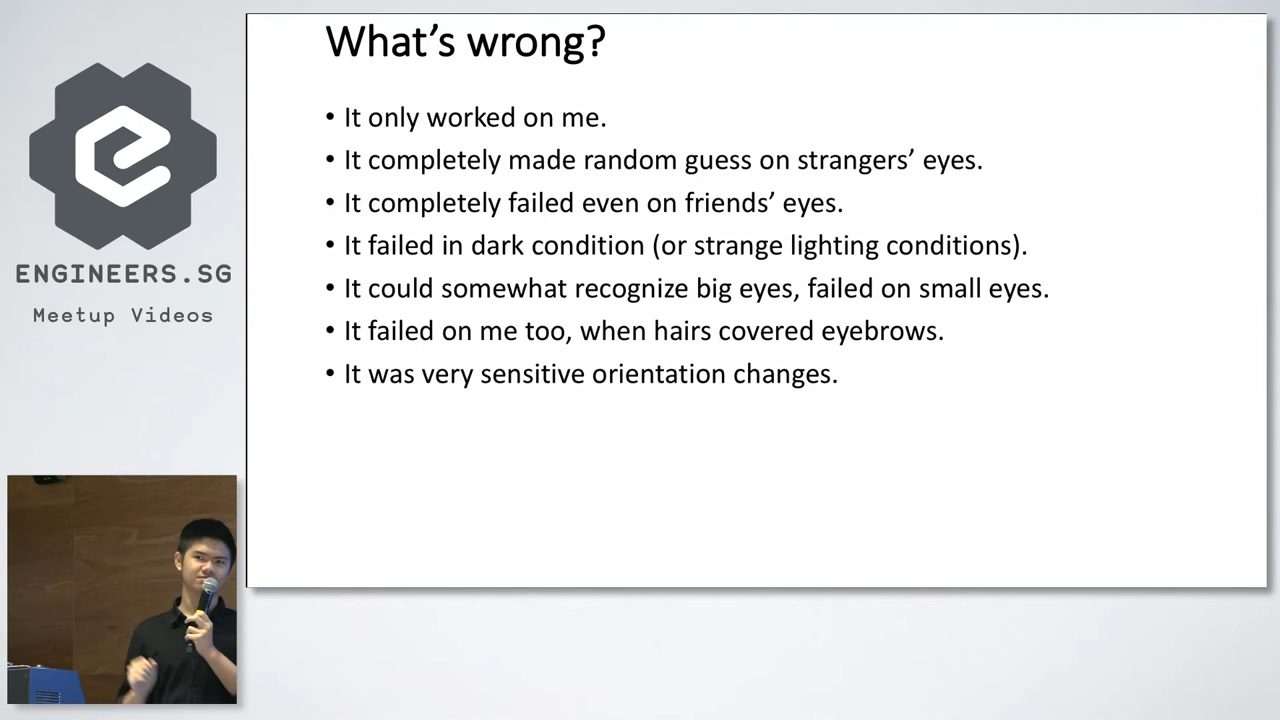 What's wrong?
• It only worked on me.
• It completely made random guess on strangers' eyes.
• It completely failed even on friends' eyes.
• It failed in dark condition (or strange lighting conditions).
• It could somewhat recognize big eyes, failed on small eyes.
• It failed on me too, when hairs covered eyebrows.
• It was very sensitive orientation changes.
ENGINEERS.SG
Meetup Videos